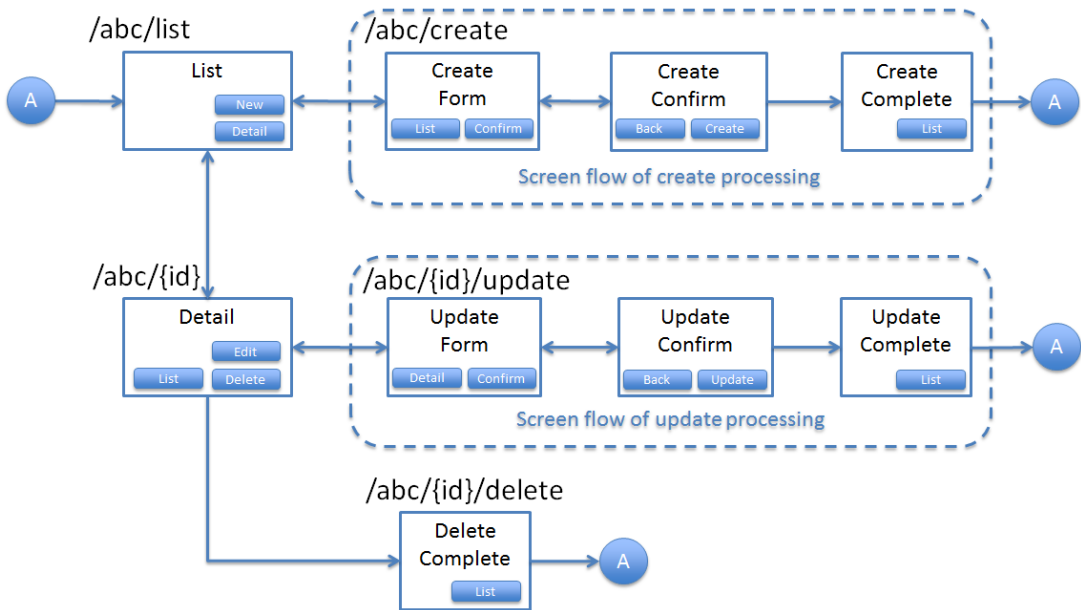 /abc/list
/abc/create
A
List
New
Detail
Create
Form
List
Confirm
Create
Confirm
Back
Create
Create
Complete
List
A
Screen flow of create processing
/abc/{id}
/abc/{id}/update
Detail
Edit
List
Delete
Update
Form
Detail
Confirm
Update
Confirm
Back
Update
Update
Complete
List
A
Screen flow of update processing
/abc/{id}/delete
Delete
Complete
List
A